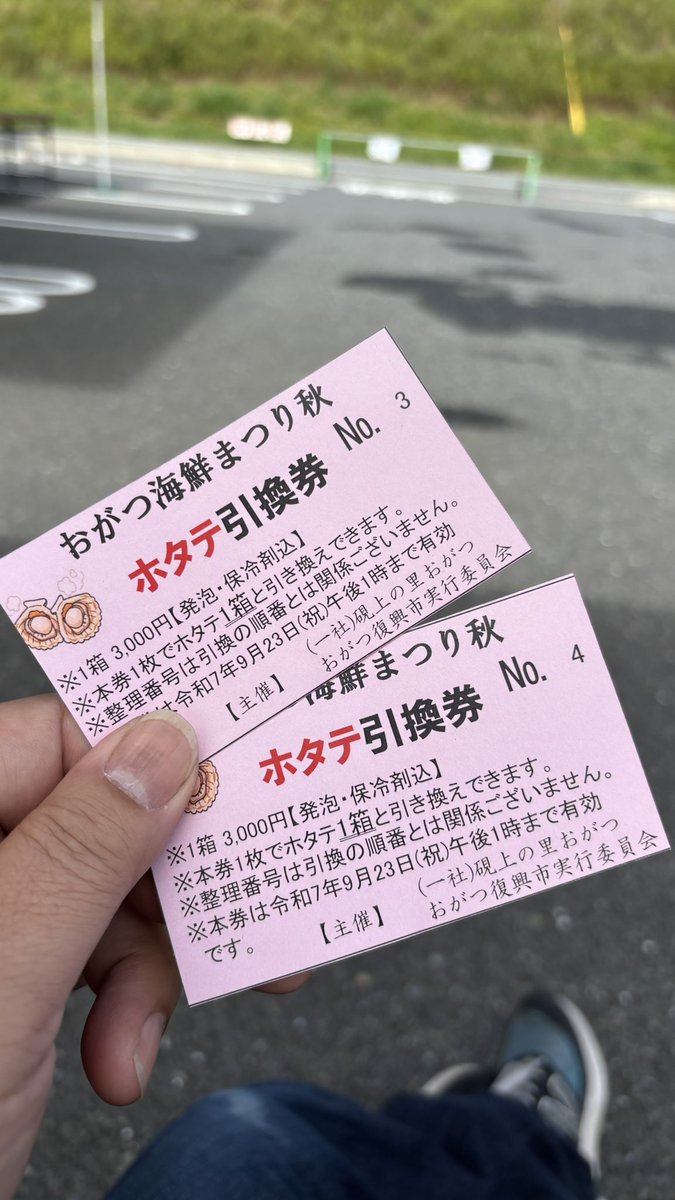 おがつ海鮮まつり秋
ホタテ引換券 No. 3
※1箱 3,000円【発泡・保冷剤込】
※本券1枚でホタテ1箱と引き換えできます。
※整理番号は引換の順番とは関係ございません。
は令和7年9月23日(祝)午後1時まで有効
【主催】 (一社)硯上の里おがつ
おがつ復興市実行委員会
海鮮まつり秋
ホタテ引換券 No. 4
※1箱 3,000円【発泡・保冷剤込】
※本券1枚でホタテ1箱と引き換えできます。
※整理番号は引換の順番とは関係ございません。
※本券は令和7年9月23日(祝)午後1時まで有効
です。
【主催】 (一社)硯上の里おがつ
おがつ復興市実行委員会